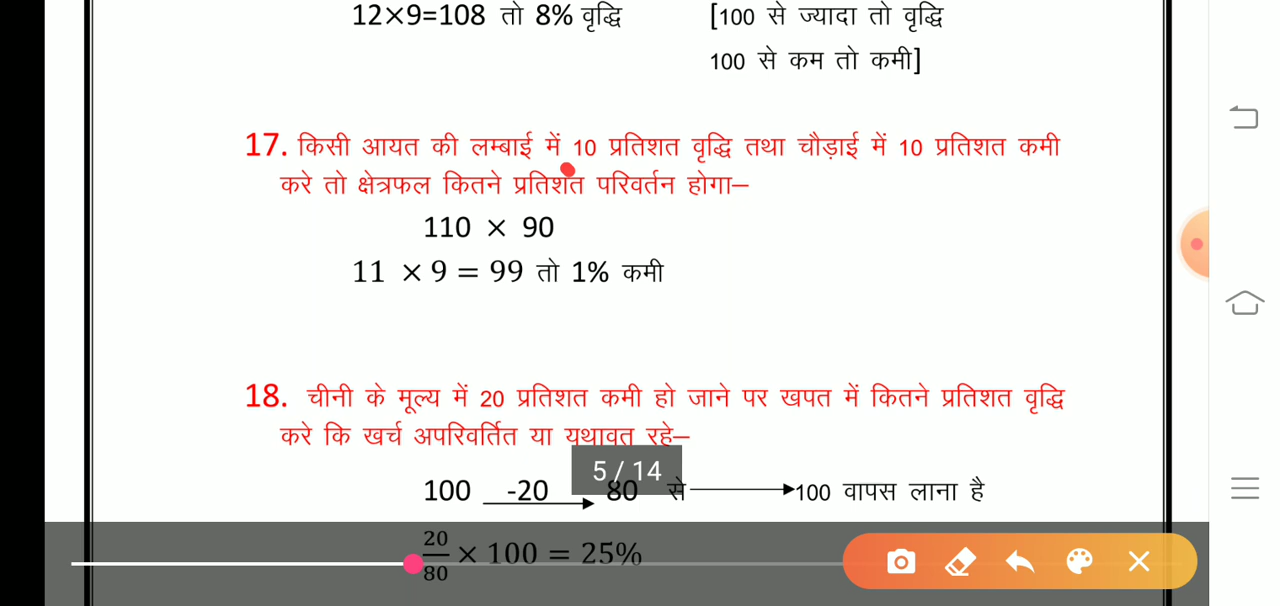 12×9=108 तो 8% वृद्धि [100 से ज्यादा तो वृद्धि
100 से कम तो कमी]
17. किसी आयत की लम्बाई में 10 प्रतिशत वृद्धि तथा चौड़ाई में 10 प्रतिशत कमी
करे तो क्षेत्रफल कितने प्रतिशत परिवर्तन होगा–
110 × 90
11 × 9 = 99 तो 1% कमी
18. चीनी के मूल्य में 20 प्रतिशत कमी हो जाने पर खपत में कितने प्रतिशत वृद्धि
करे कि खर्च अपरिवर्तित या यथावत रहे–
5 / 14
100 -20 80 से 100 वापस लाना है
20/80 × 100 = 25%